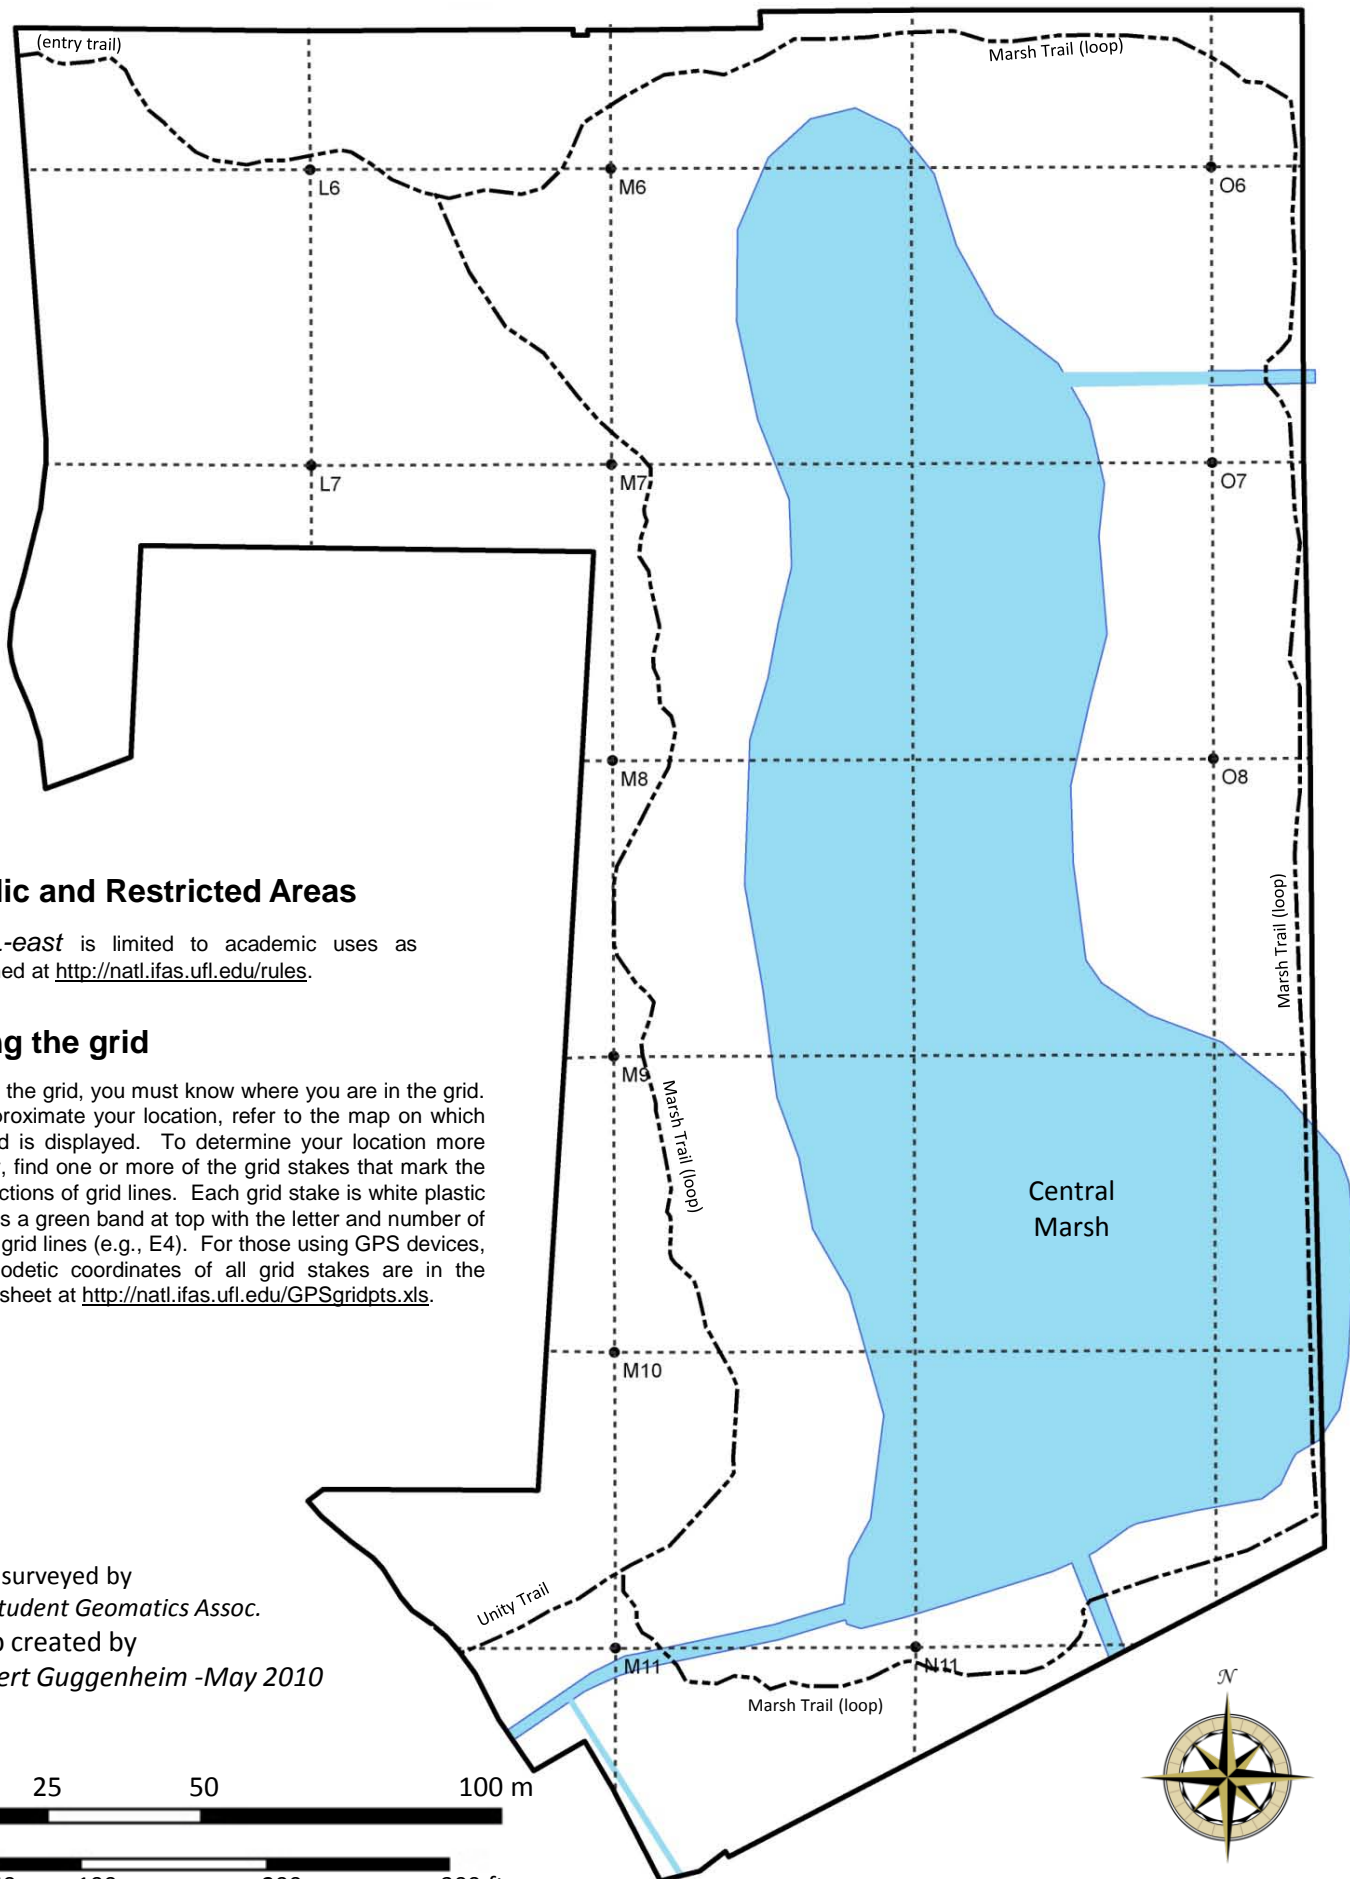 (entry trail)
Marsh Trail (loop)
L6
M6
O6
L7
M7
O7
M8
O8
lic and Restricted Areas
-east is limited to academic uses as
ned at http://natl.ifas.ufl.edu/rules.
Marsh Trail (loop)
ng the grid
the grid, you must know where you are in the grid.
proximate your location, refer to the map on which
d is displayed. To determine your location more
, find one or more of the grid stakes that mark the
ctions of grid lines. Each grid stake is white plastic
s a green band at top with the letter and number of
grid lines (e.g., E4). For those using GPS devices,
odetic coordinates of all grid stakes are in the
sheet at http://natl.ifas.ufl.edu/GPSgridpts.xls.
M9
Marsh Trail (loop)
Central
Marsh
M10
surveyed by
tudent Geomatics Assoc.
o created by
ert Guggenheim -May 2010
Unity Trail
M11
N11
Marsh Trail (loop)
N
25 50 100 m